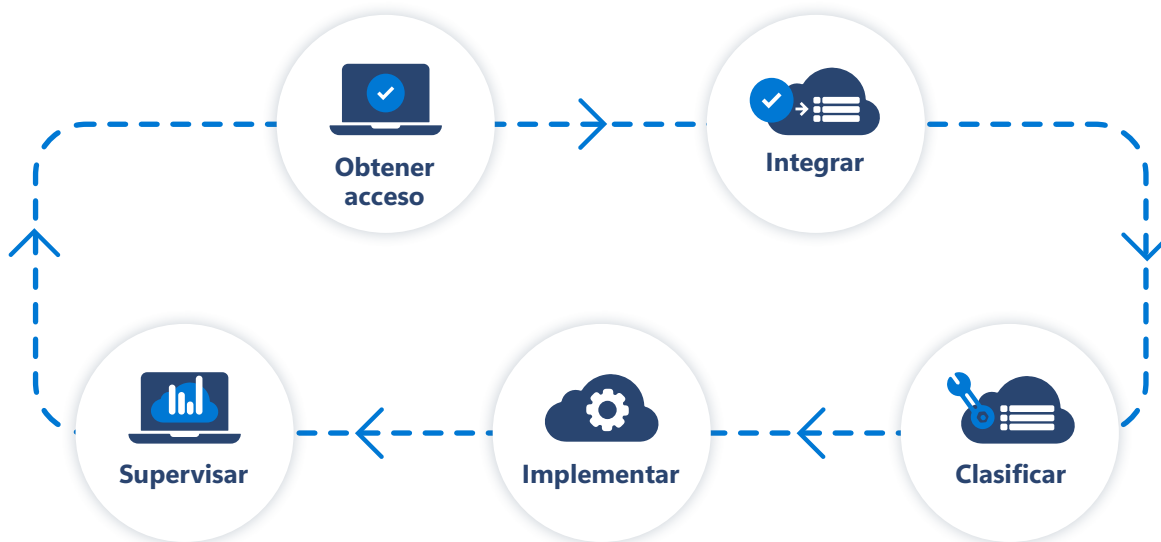 Obtener
acceso
Integrar
Supervisar
Implementar
Clasificar